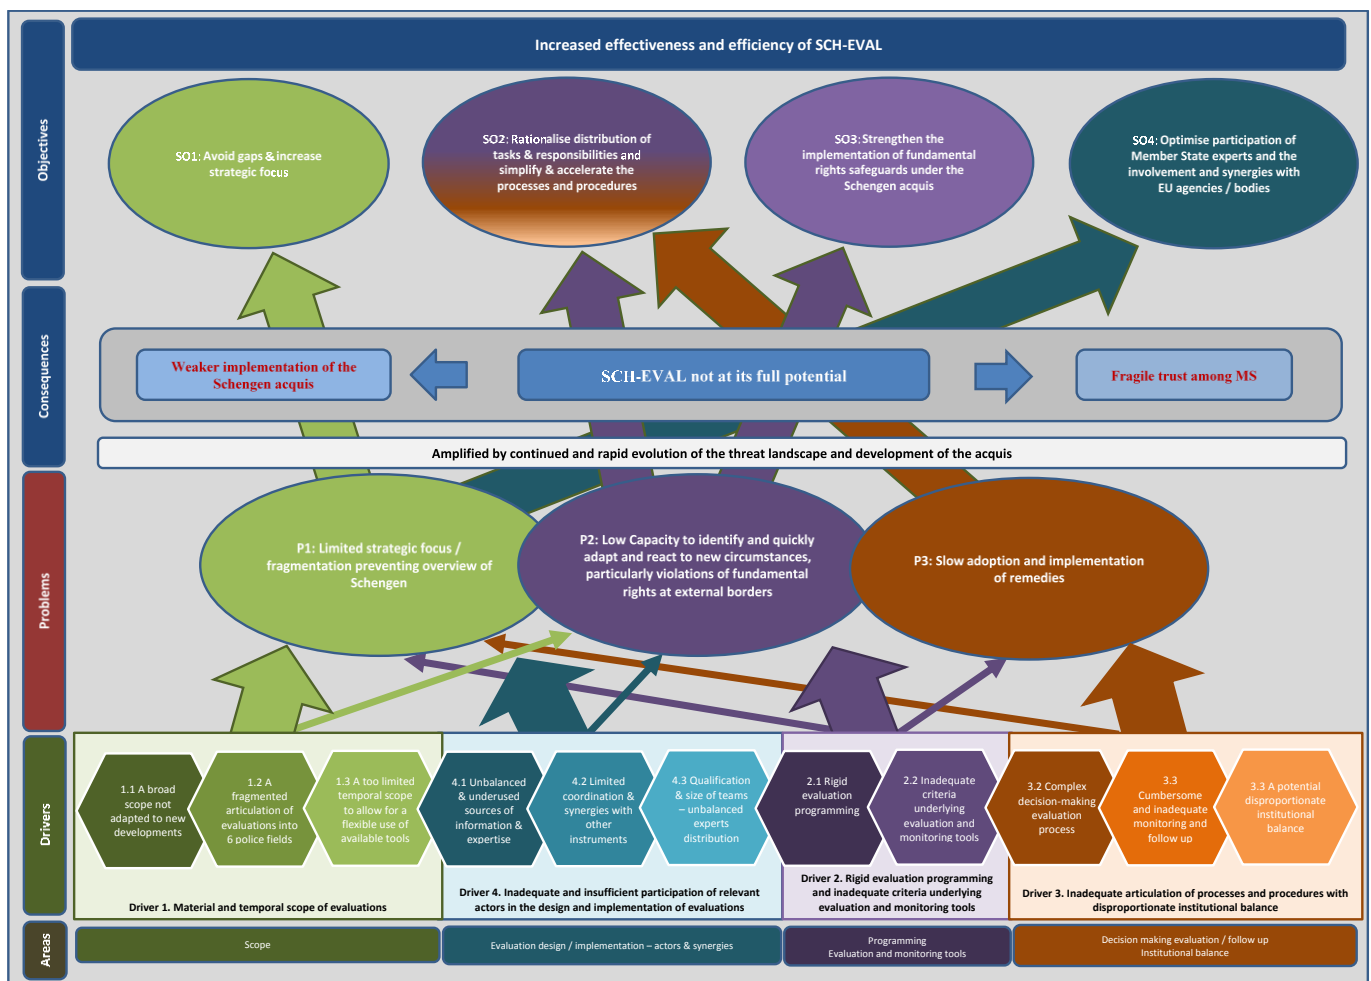 Increased effectiveness and efficiency of SCH-EVAL
Objectives
SO1: Avoid gaps & increase
strategic focus
SO2: Rationalise distribution of
tasks & responsibilities and
simplify & accelerate the
processes and procedures
SO3: Strengthen the
implementation of fundamental
rights safeguards under the
Schengen acquis
SO4: Optimise participation of
Member State experts and the
involvement and synergies with
EU agencies / bodies
Consequences
Weaker implementation of the
Schengen acquis
SCH-EVAL not at its full potential
Fragile trust among MS
Amplified by continued and rapid evolution of the threat landscape and development of the acquis
Problems
P1: Limited strategic focus /
fragmentation preventing overview of
Schengen
P2: Low Capacity to identify and quickly
adapt and react to new circumstances,
particularly violations of fundamental
rights at external borders
P3: Slow adoption and implementation
of remedies
Drivers
1.1 A broad
scope not
adapted to new
developments
1.2 A
fragmented
articulation of
evaluations into
6 police fields
1.3 A too limited
temporal scope
to allow for a
flexible use of
available tools
4.1 Unbalanced
& underused
sources of
information &
expertise
4.2 Limited
coordination &
synergies with
other
instruments
4.3 Qualification
& size of teams
– unbalanced
experts
distribution
2.1 Rigid
evaluation
programming
2.2 Inadequate
criteria
underlying
evaluation and
monitoring tools
3.2 Complex
decision-making
evaluation
process
3.3
Cumbersome
and inadequate
monitoring and
follow up
3.3 A potential
disproportionate
institutional
balance
Driver 1. Material and temporal scope of evaluations
Driver 4. Inadequate and insufficient participation of relevant
actors in the design and implementation of evaluations
Driver 2. Rigid evaluation programming
and inadequate criteria underlying
evaluation and monitoring tools
Driver 3. Inadequate articulation of processes and procedures with
disproportionate institutional balance
Areas
Scope
Evaluation design / implementation – actors & synergies
Programming
Evaluation and monitoring tools
Decision making evaluation / follow up
Institutional balance